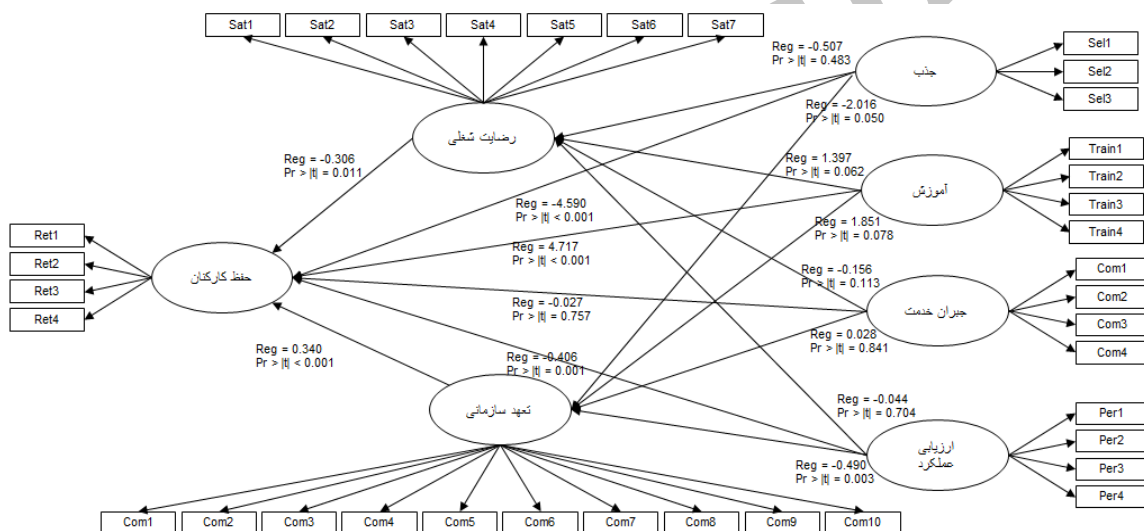 Sat1
Sat2
Sat3
Sat4
Sat5
Sat6
Sat7
Reg = -0.507
Pr > |t| = 0.483
جذب
Sel1
Sel2
Sel3
Reg = -2.016
Pr > |t| = 0.050
رضایت شغلی
Reg = -0.306
Pr > |t| = 0.011
Reg = 1.397
Pr > |t| = 0.062
آموزش
Train1
Train2
Train3
Train4
Reg = -4.590
Pr > |t| < 0.001
Reg = 1.851
Pr > |t| = 0.078
Ret1
Ret2
Ret3
Ret4
حفظ کارکنان
Reg = 4.717
Pr > |t| < 0.001
Reg = -0.156
Pr > |t| = 0.113
جبران خدمت
Com1
Com2
Com3
Com4
Reg = -0.027
Pr > |t| = 0.757
Reg = 0.028
Pr > |t| = 0.841
Reg = 0.340
Pr > |t| < 0.001
Reg = -0.406
Pr > |t| = 0.001
تعهد سازمانی
Reg = -0.044
Pr > |t| = 0.704
ارزیابی
عملکرد
Per1
Per2
Per3
Per4
Reg = -0.490
Pr > |t| = 0.003
Com1
Com2
Com3
Com4
Com5
Com6
Com7
Com8
Com9
Com10